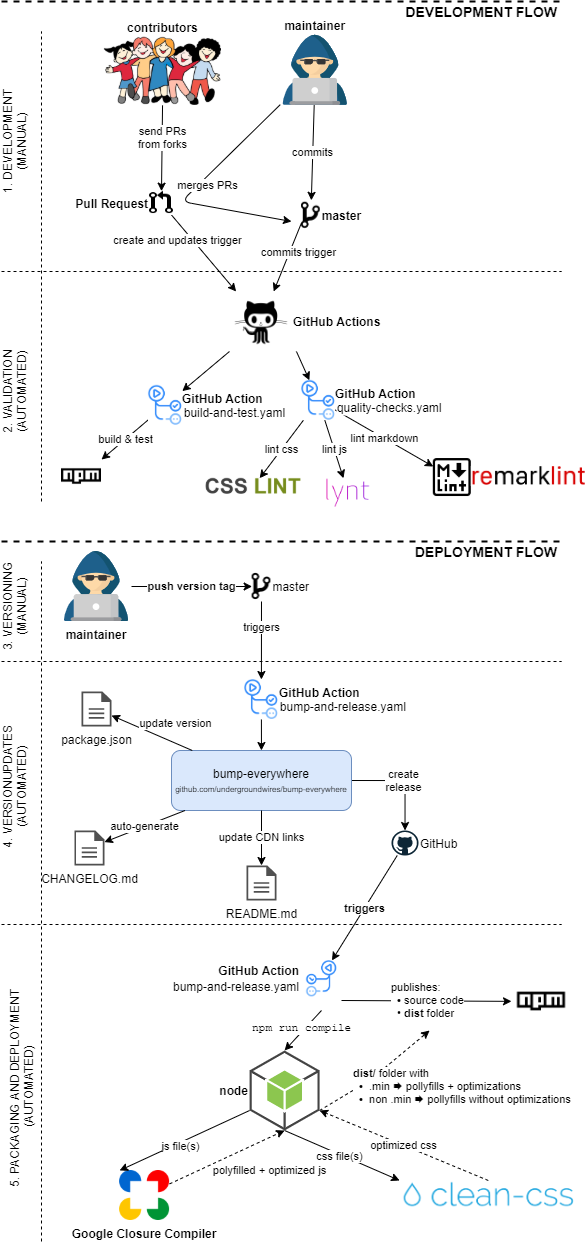 DEVELOPMENT FLOW
1. DEVELOPMENT
(MANUAL)
contributors
maintainer
send PRs
from forks
commits
merges PRs
Pull Request
master
create and updates trigger
commits trigger
2. VALIDATION
(AUTOMATED)
GitHub Actions
GitHub Action
build-and-test.yaml
GitHub Action
quality-checks.yaml
build & test
lint css
lint js
lint markdown
npm
CSS LINT
lynt
M
Lint
remarklint
DEPLOYMENT FLOW
3. VERSIONING
(MANUAL)
push version tag
master
maintainer
triggers
4. VERSIONUPDATES
(AUTOMATED)
GitHub Action
bump-and-release.yaml
update version
package.json
bump-everywhere
github.com/undergroundwires/bump-everywhere
create
release
auto-generate
update CDN links
GitHub
CHANGELOG.md
README.md
triggers
5. PACKAGING AND DEPLOYMENT
(AUTOMATED)
GitHub Action
bump-and-release.yaml
publishes:
• source code
• dist folder
npm
npm run compile
node
dist/ folder with
• .min ➡ pollyfills + optimizations
• non .min ➡ pollyfills without optimizations
js file(s)
css file(s)
optimized css
polyfilled + optimized js
clean-css
Google Closure Compiler